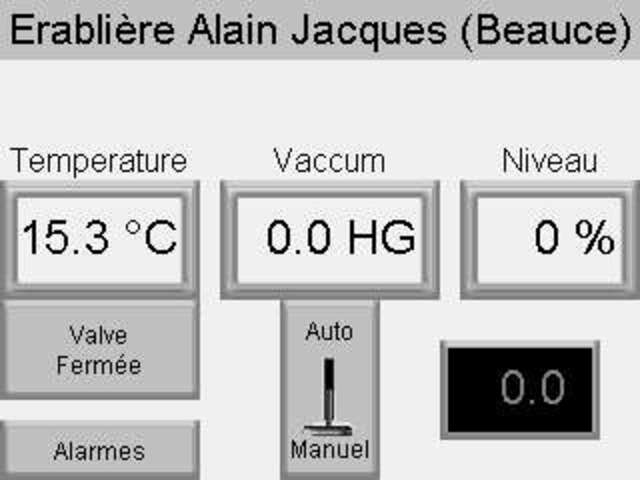 Erablière Alain Jacques (Beauce)
Temperature Vaccum Niveau
15.3 °C 0.0 HG 0 %
Valve
Fermée
Auto
Manuel
0.0
Alarmes